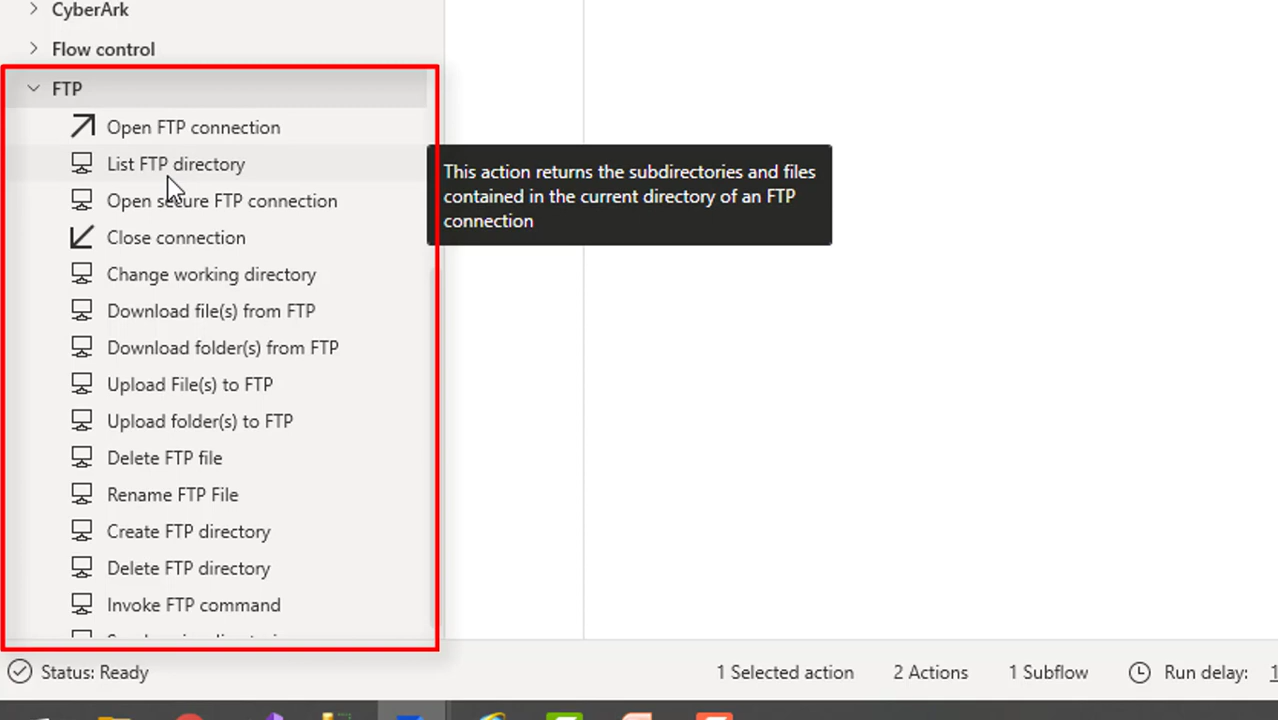 CyberArk
Flow control
FTP
Open FTP connection
List FTP directory
This action returns the subdirectories and files
contained in the current directory of an FTP
connection
Open secure FTP connection
Close connection
Change working directory
Download file(s) from FTP
Download folder(s) from FTP
Upload File(s) to FTP
Upload folder(s) to FTP
Delete FTP file
Rename FTP File
Create FTP directory
Delete FTP directory
Invoke FTP command
Status: Ready
1 Selected action
2 Actions
1 Subflow
Run delay: